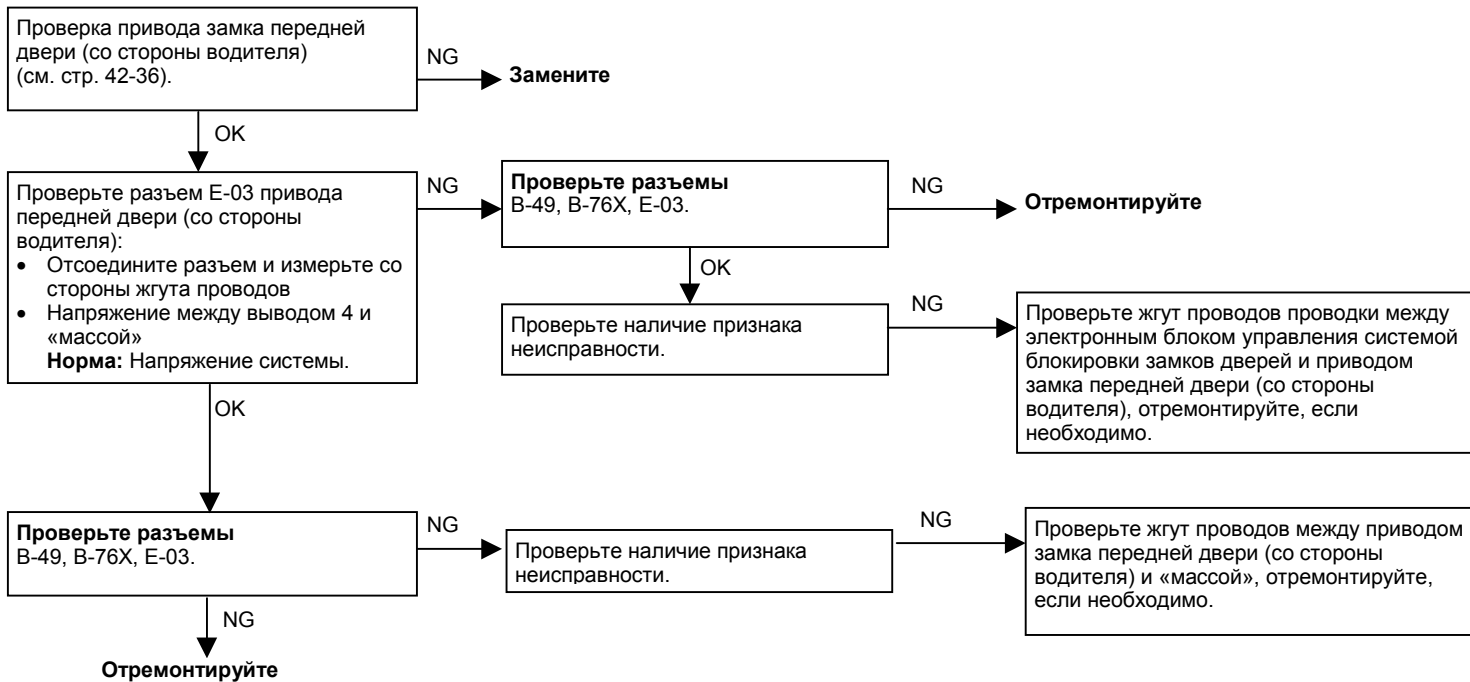 Проверка привода замка передней
двери (со стороны водителя)
(см. стр. 42-36).
NG
Замените
OK
Проверьте разъем E-03 привода
передней двери (со стороны
водителя):
• Отсоедините разъем и измерьте со
стороны жгута проводов
• Напряжение между выводом 4 и
«массой»
Норма: Напряжение системы.
NG
Проверьте разъемы
B-49, B-76X, E-03.
NG
Отремонтируйте
OK
Проверьте наличие признака
неисправности.
NG
Проверьте жгут проводов проводки между
электронным блоком управления системой
блокировки замков дверей и приводом
замка передней двери (со стороны
водителя), отремонтируйте, если
необходимо.
OK
Проверьте разъемы
B-49, B-76X, E-03.
NG
Проверьте наличие признака
неисправности.
NG
Проверьте жгут проводов между приводом
замка передней двери (со стороны
водителя) и «массой», отремонтируйте,
если необходимо.
NG
Отремонтируйте